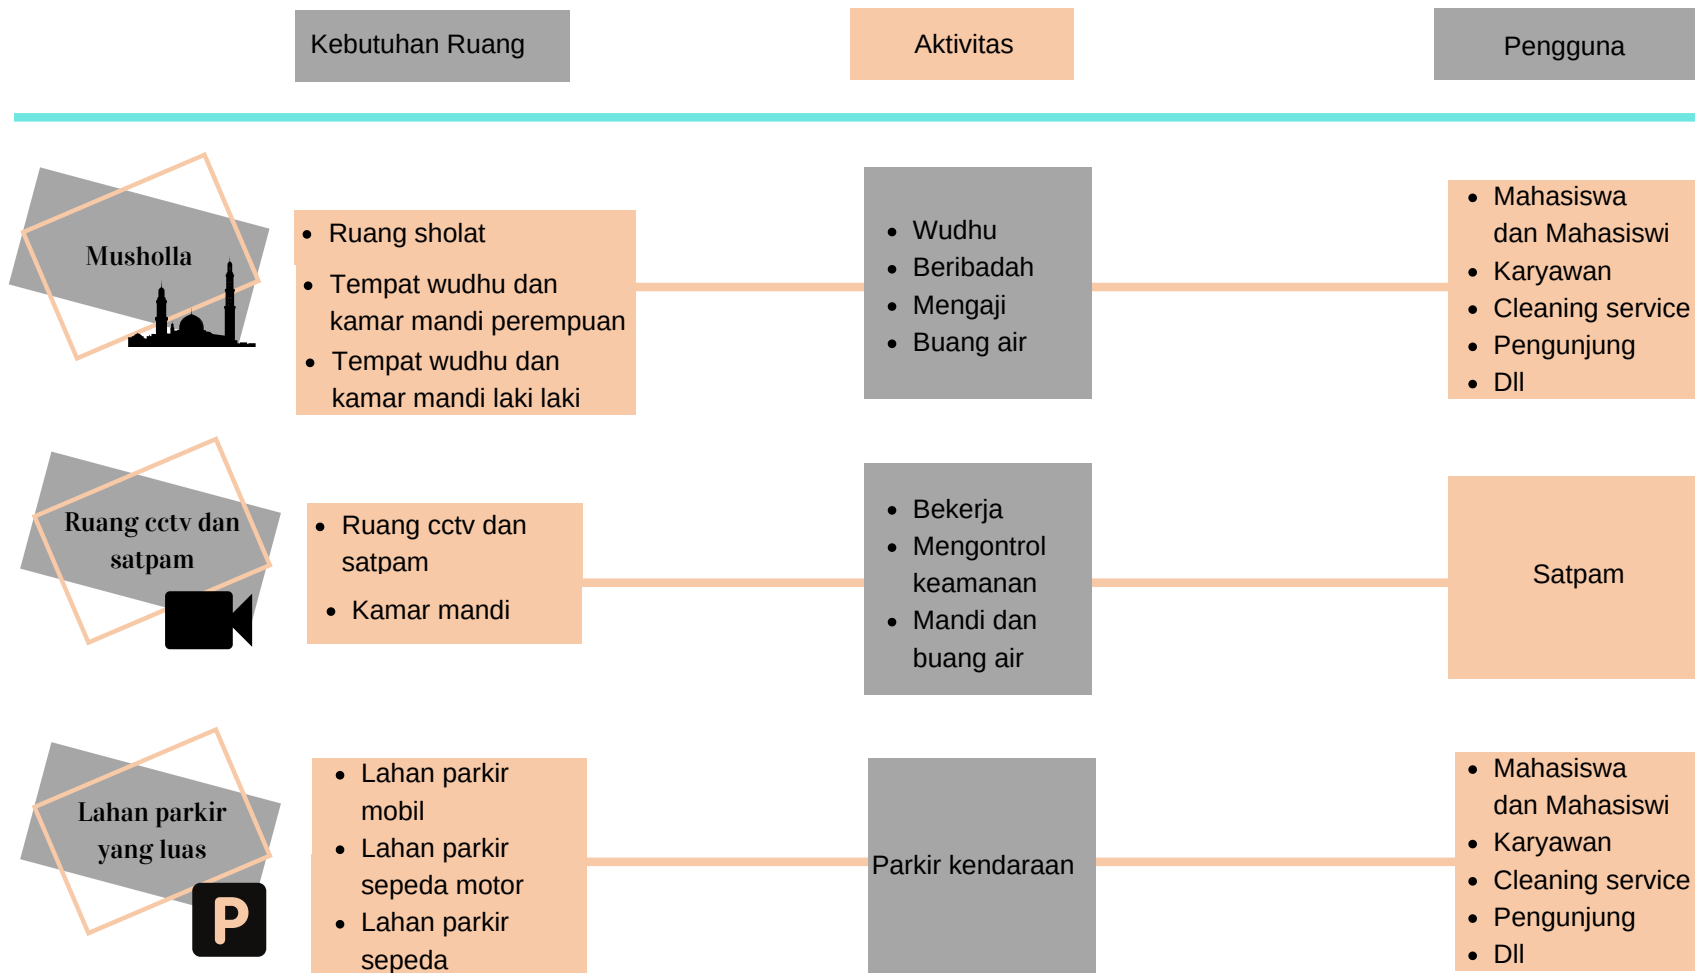 Kebutuhan Ruang
Aktivitas
Pengguna
Musholla
Ruang sholat
Tempat wudhu dan
kamar mandi perempuan
Tempat wudhu dan
kamar mandi laki laki
Wudhu
Beribadah
Mengaji
Buang air
Mahasiswa
dan Mahasiswi
Karyawan
Cleaning service
Pengunjung
Dll
Ruang cctv dan
satpam
Ruang cctv dan
satpam
Kamar mandi
Bekerja
Mengontrol
keamanan
Mandi dan
buang air
Satpam
Lahan parkir
yang luas
P
Lahan parkir
mobil
Lahan parkir
sepeda motor
Lahan parkir
sepeda
Parkir kendaraan
Mahasiswa
dan Mahasiswi
Karyawan
Cleaning service
Pengunjung
Dll